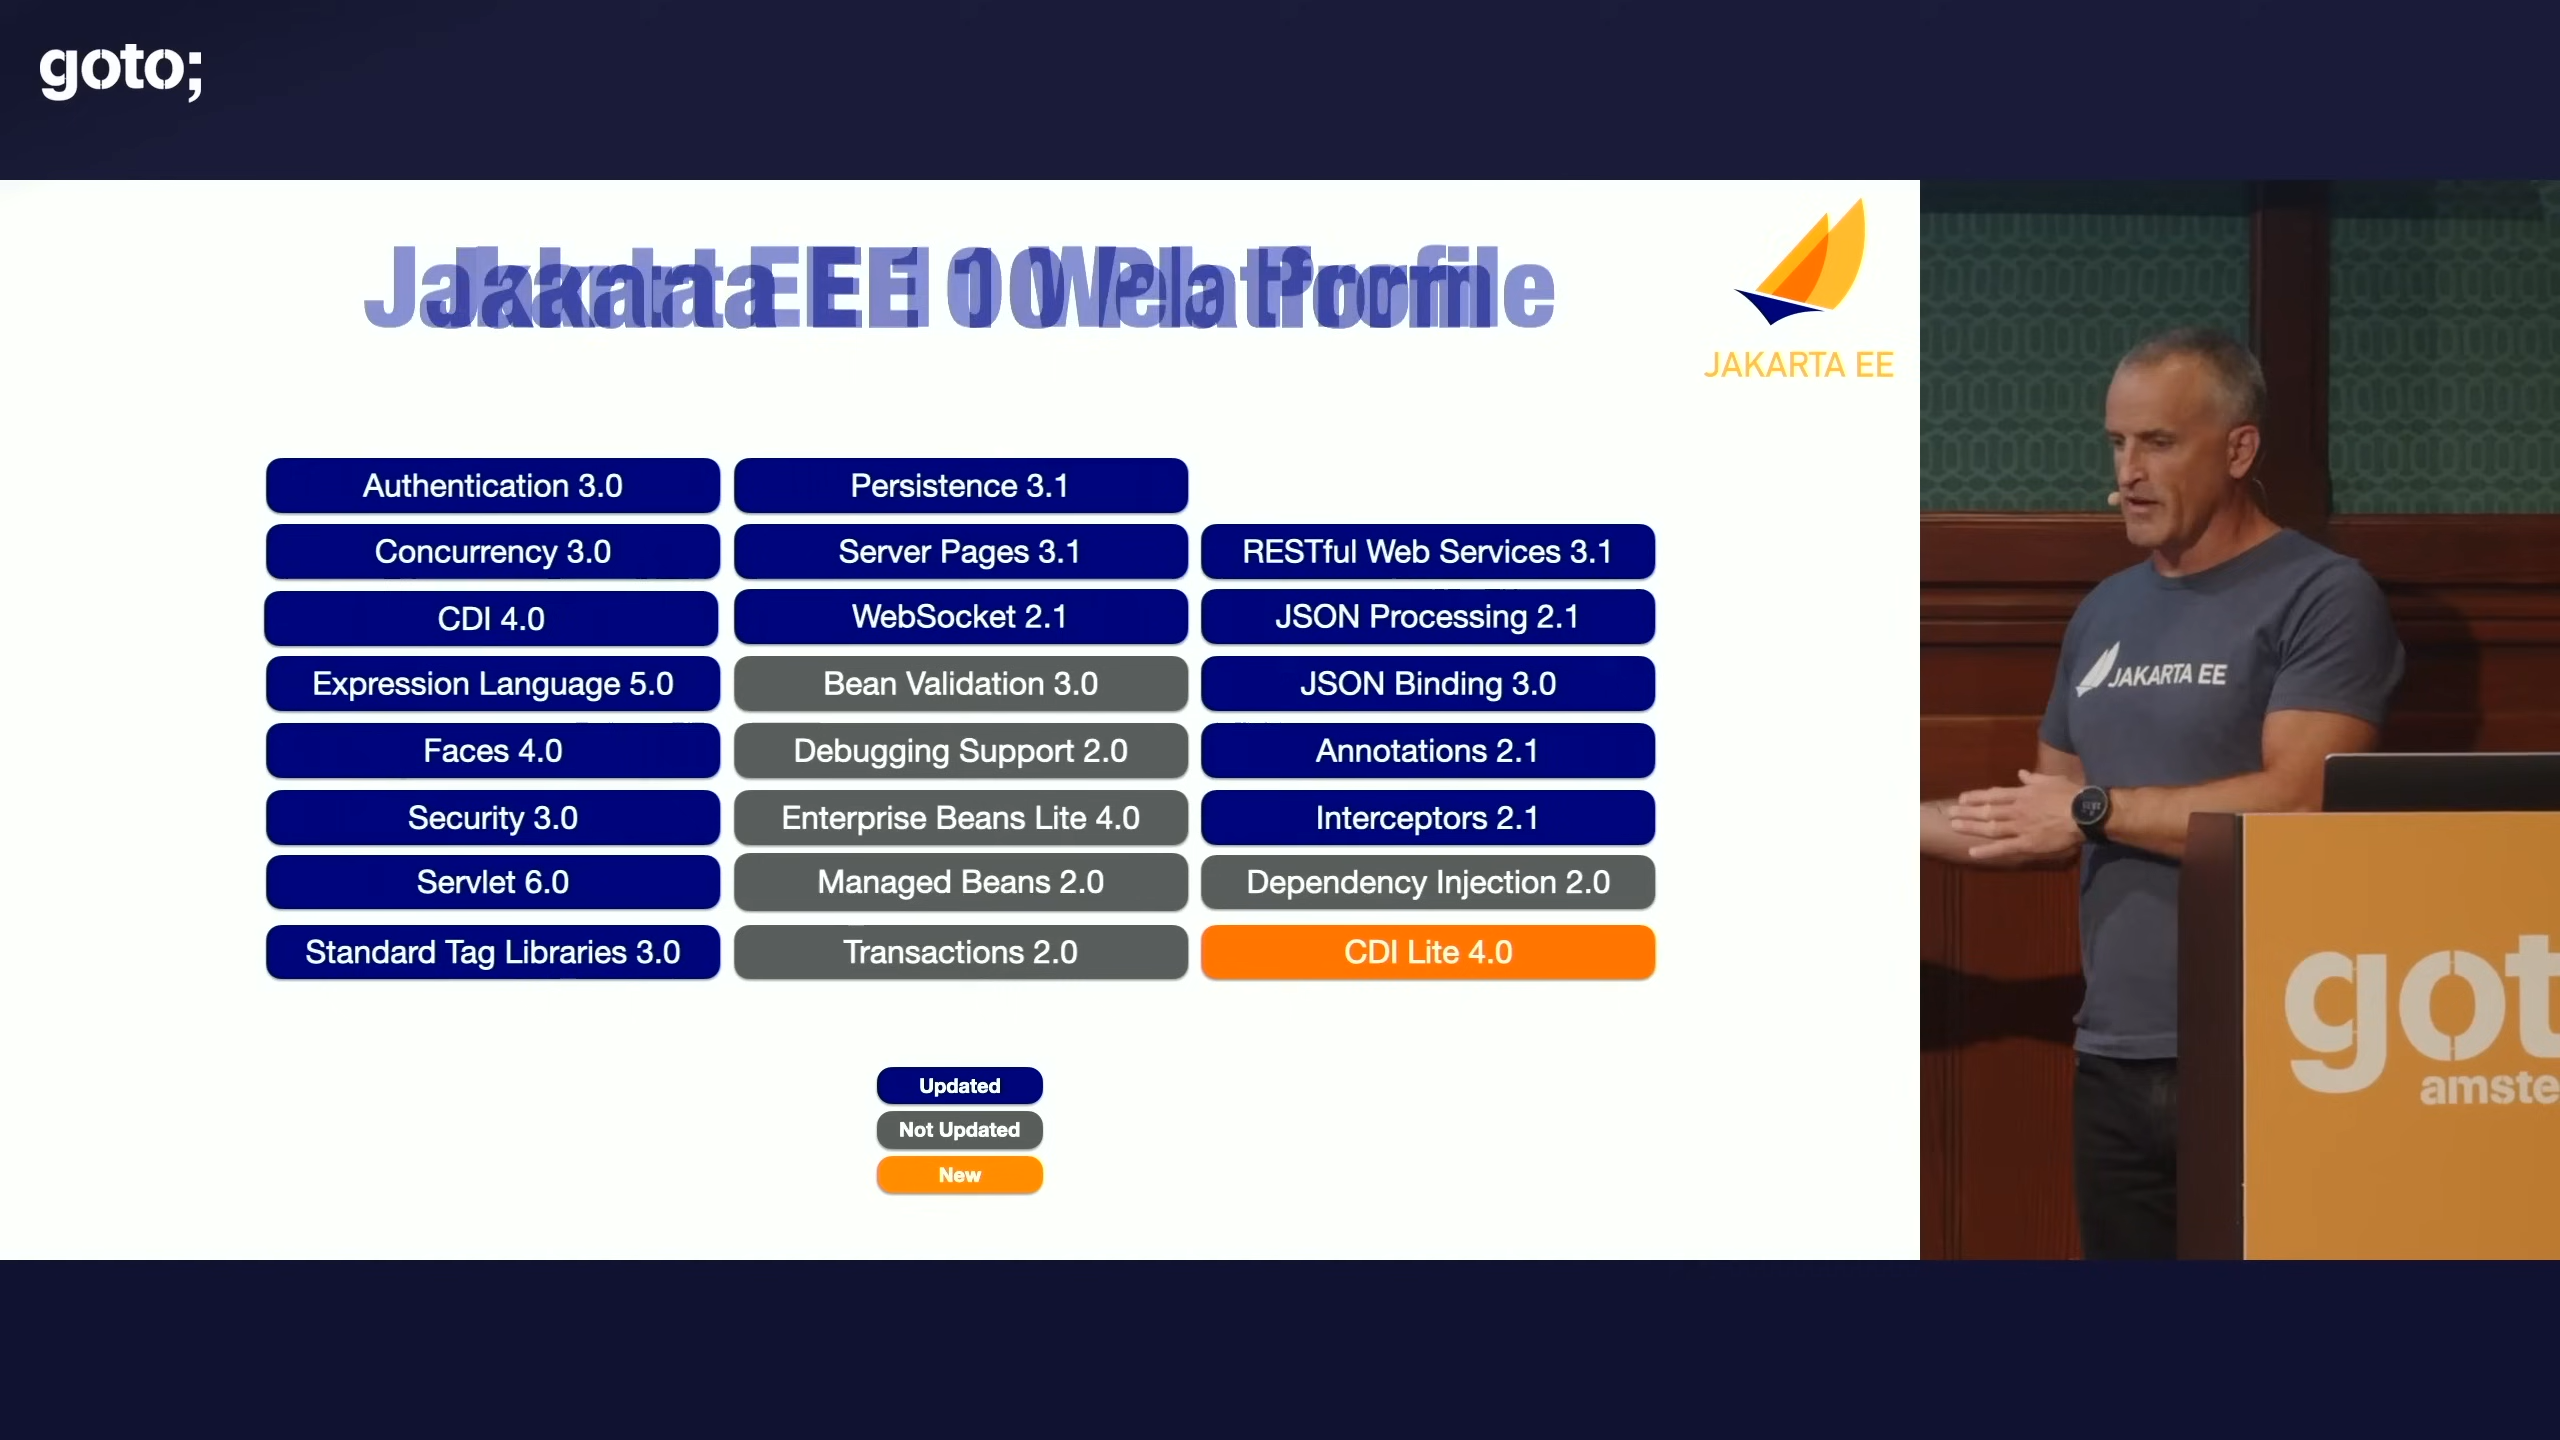 goto;
JAKARTA EE
Authentication 3.0
Concurrency 3.0
CDI 4.0
Expression Language 5.0
Faces 4.0
Security 3.0
Servlet 6.0
Standard Tag Libraries 3.0
Persistence 3.1
Server Pages 3.1
WebSocket 2.1
Bean Validation 3.0
Debugging Support 2.0
Enterprise Beans Lite 4.0
Managed Beans 2.0
Transactions 2.0
RESTful Web Services 3.1
JSON Processing 2.1
JSON Binding 3.0
Annotations 2.1
Interceptors 2.1
Dependency Injection 2.0
CDI Lite 4.0
Updated
Not Updated
New
JAKARTA EE
got
amste